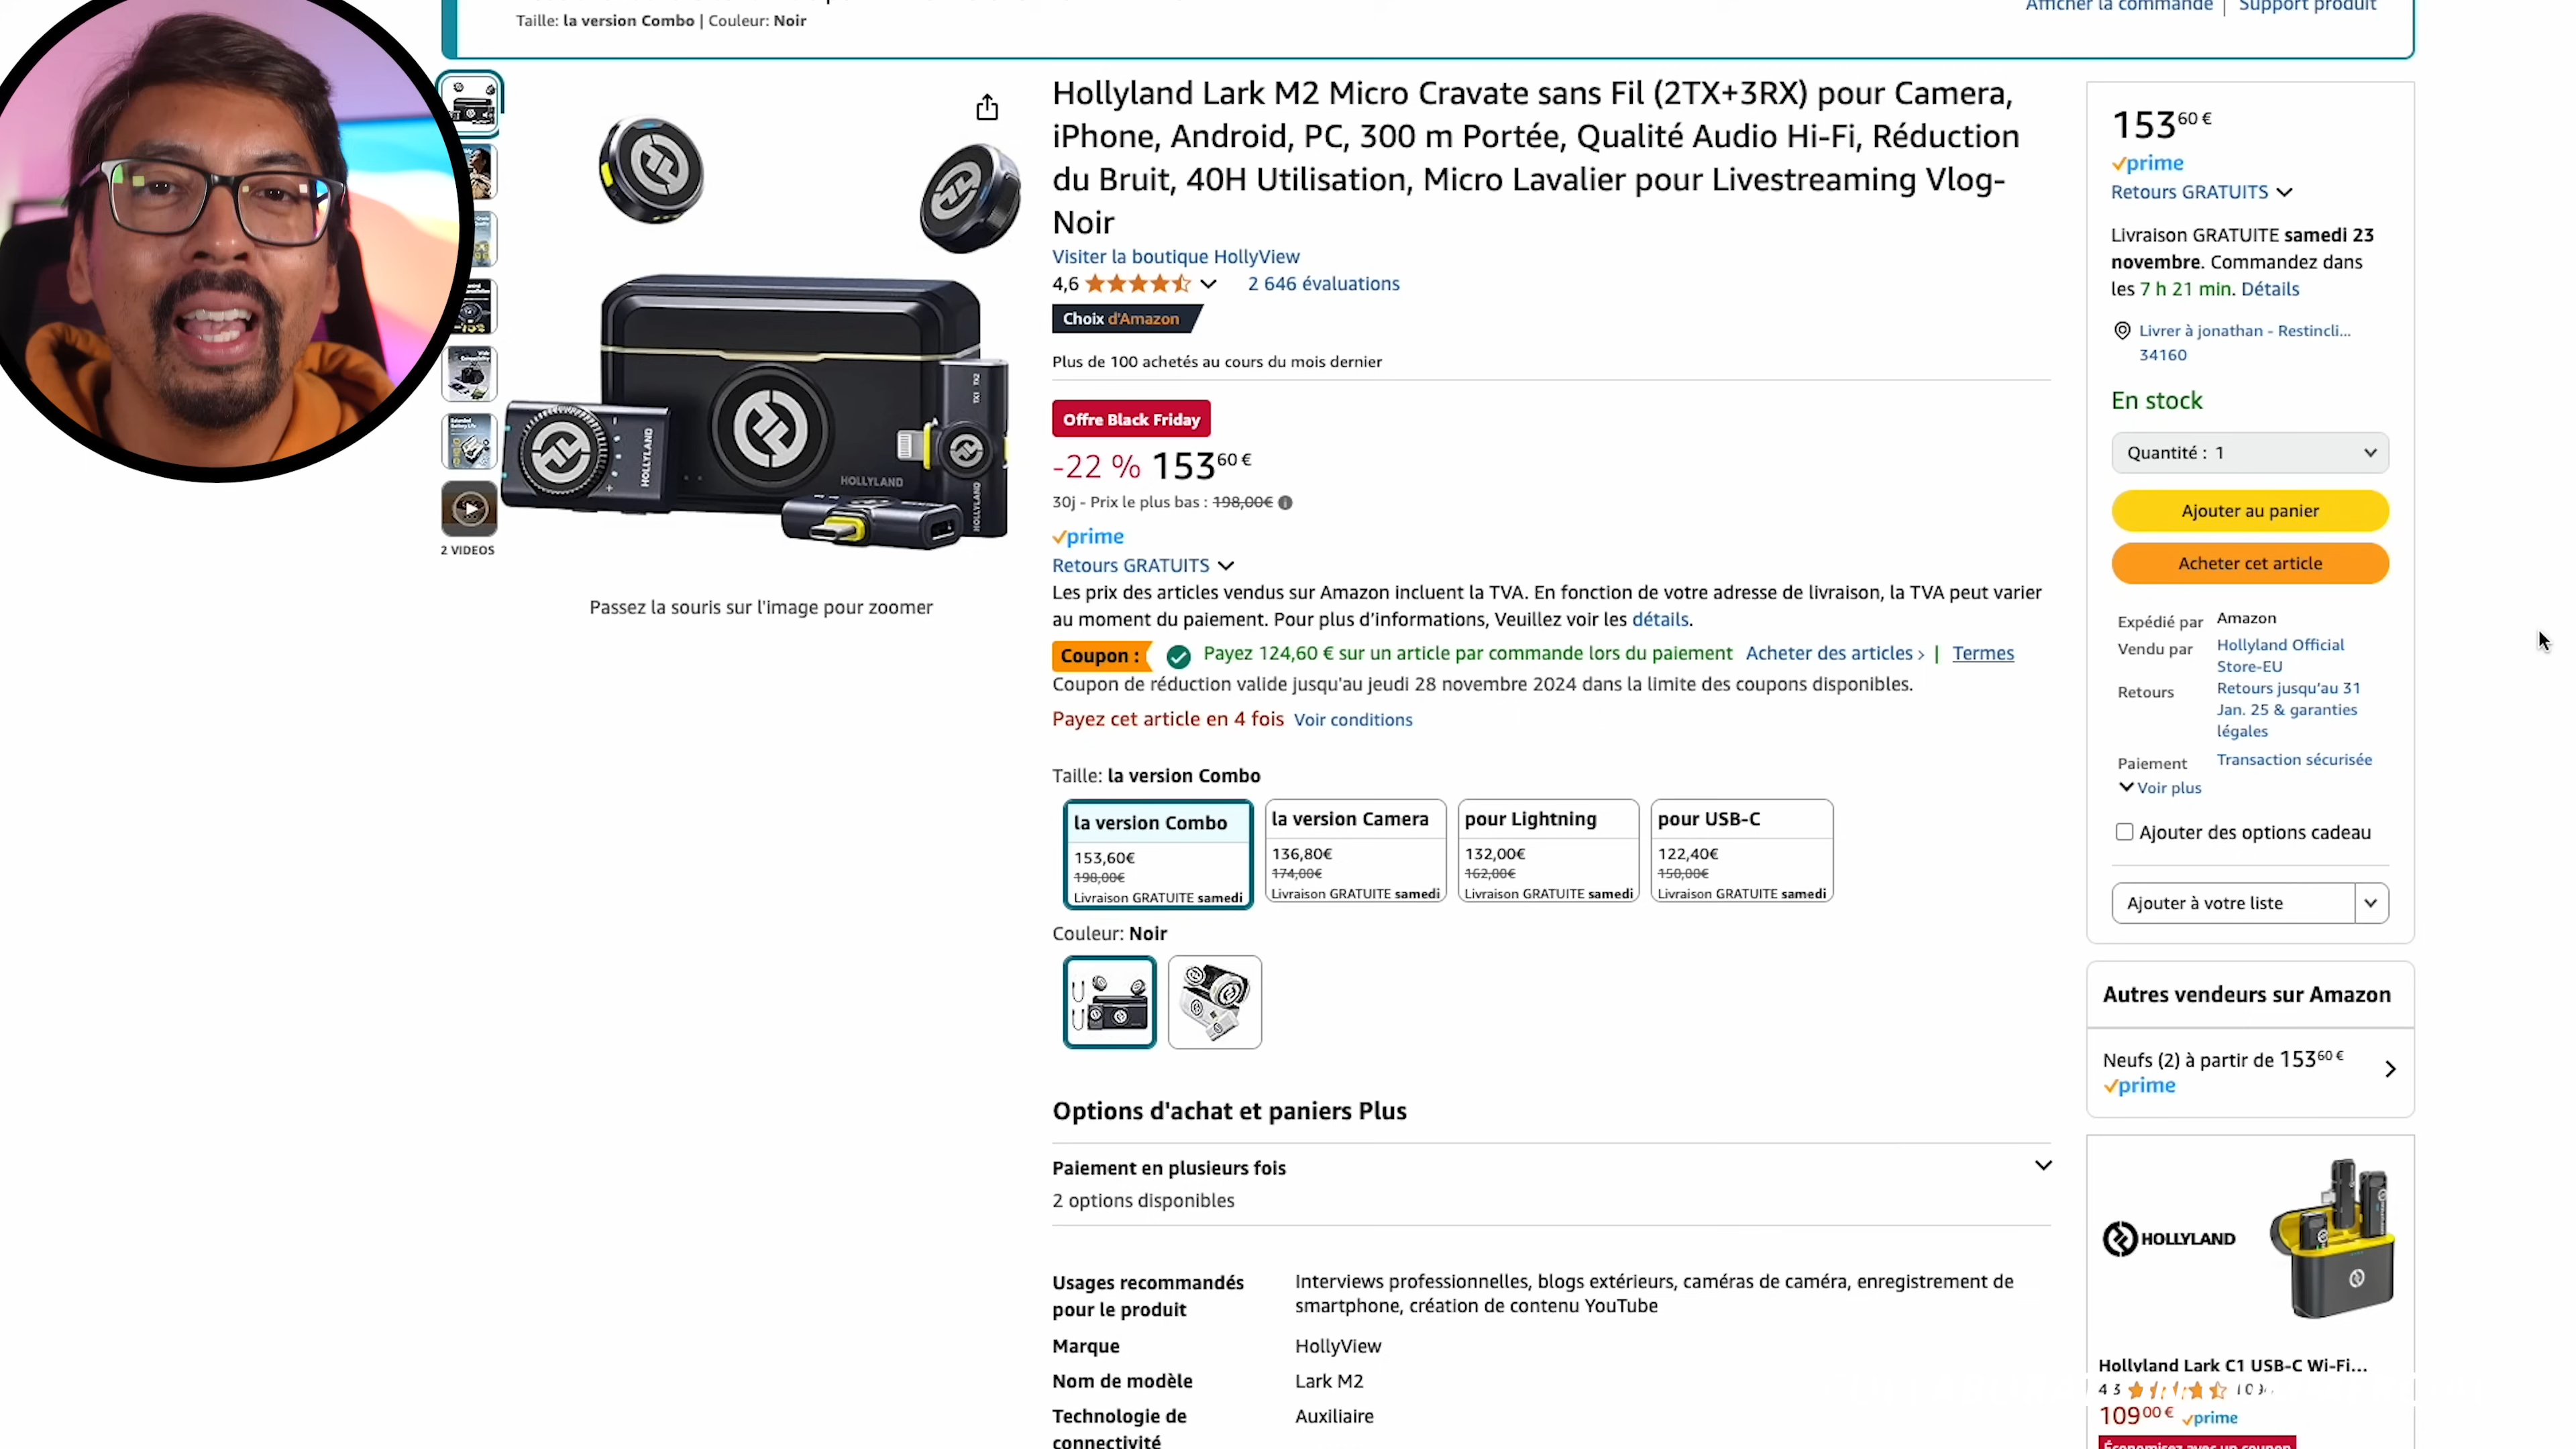 Taille: la version Combo | Couleur: Noir
Afficher la commande | Support produit
2 VIDEOS
HOLLYLAND
HOLLYLAND
HOLLYLAND
TX1 TX2
Passez la souris sur l'image pour zoomer
Hollyland Lark M2 Micro Cravate sans Fil (2TX+3RX) pour Camera,
iPhone, Android, PC, 300 m Portée, Qualité Audio Hi-Fi, Réduction
du Bruit, 40H Utilisation, Micro Lavalier pour Livestreaming Vlog-
Noir
Visiter la boutique HollyView
4,6 2 646 évaluations
Choix d'Amazon
Plus de 100 achetés au cours du mois dernier
Offre Black Friday
-22 % 153,60 €
30j - Prix le plus bas : 198,00€
prime
Retours GRATUITS
Les prix des articles vendus sur Amazon incluent la TVA. En fonction de votre adresse de livraison, la TVA peut varier
au moment du paiement. Pour plus d’informations, Veuillez voir les détails.
Coupon : Payez 124,60 € sur un article par commande lors du paiement Acheter des articles › | Termes
Coupon de réduction valide jusqu'au jeudi 28 novembre 2024 dans la limite des coupons disponibles.
Payez cet article en 4 fois Voir conditions
Taille: la version Combo
la version Combo
153,60€
198,00€
Livraison GRATUITE samedi
la version Camera
136,80€
174,00€
Livraison GRATUITE samedi
pour Lightning
132,00€
162,00€
Livraison GRATUITE samedi
pour USB-C
122,40€
150,00€
Livraison GRATUITE samedi
Couleur: Noir
Options d'achat et paniers Plus
Paiement en plusieurs fois
2 options disponibles
Usages recommandés Interviews professionnelles, blogs extérieurs, caméras de caméra, enregistrement de
pour le produit smartphone, création de contenu YouTube
Marque HollyView
Nom de modèle Lark M2
Technologie de Auxiliaire
connectivité
153 60 €
prime
Retours GRATUITS
Livraison GRATUITE samedi 23
novembre. Commandez dans
les 7 h 21 min. Détails
Livrer à jonathan - Restincli...
34160
En stock
Quantité : 1
Ajouter au panier
Acheter cet article
Expédié par Amazon
Vendu par Hollyland Official
Store-EU
Retours Retours jusqu’au 31
Jan. 25 & garanties
légales
Paiement Transaction sécurisée
Voir plus
Ajouter des options cadeau
Ajouter à votre liste
Autres vendeurs sur Amazon
Neufs (2) à partir de 153 60 €
prime
HOLLYLAND
Hollyland Lark C1 USB-C Wi-Fi...
109 00 € prime
Économisez avec un coupon